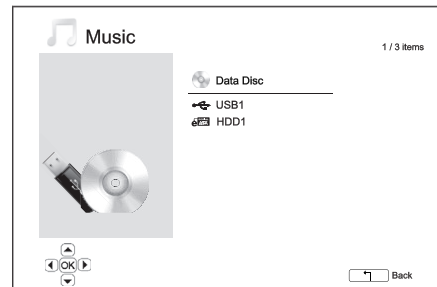 Music
1 / 3 items
Data Disc
USB1
HDD1
OK
Back